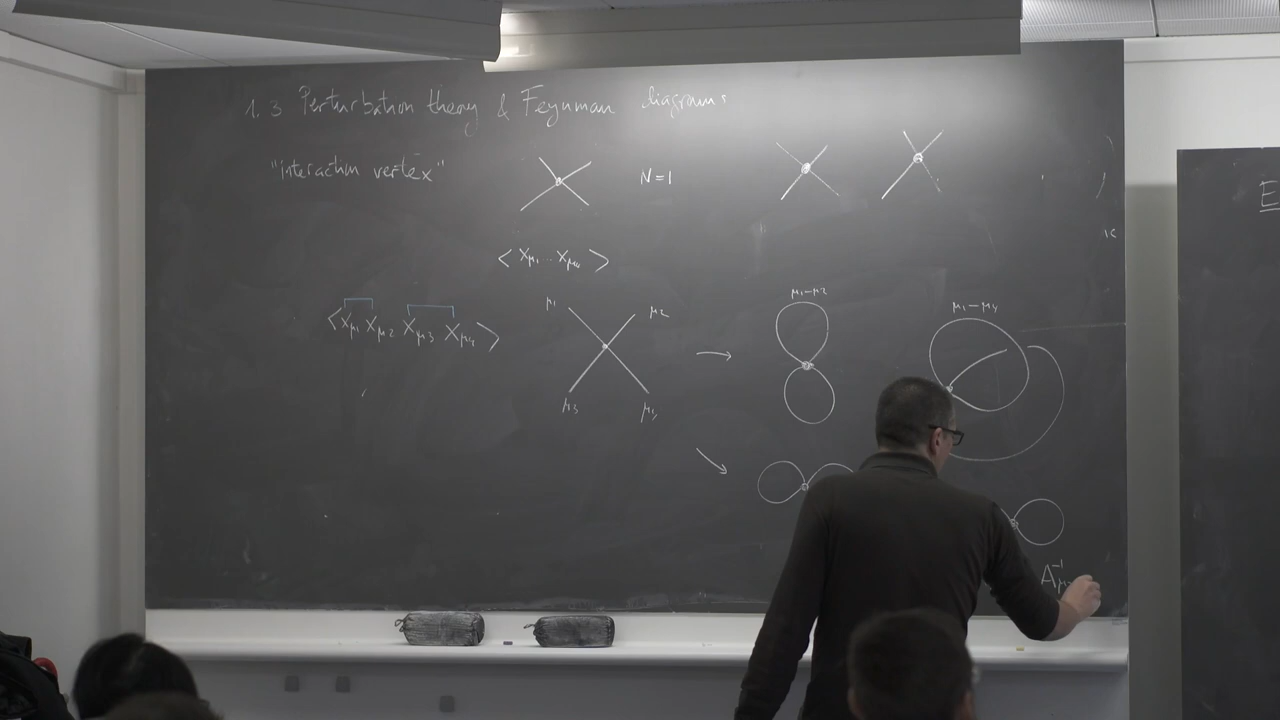 1.3 Perturbation theory & Feynman diagrams
"interaction vertex"
N=1
< x_μ1 ... x_μ4 >
< x_μ1 x_μ2 x_μ3 x_μ4 >
μ1 μ2
μ3 μ4
μ1-μ2
μ1-μ4
A^-1_μ
E